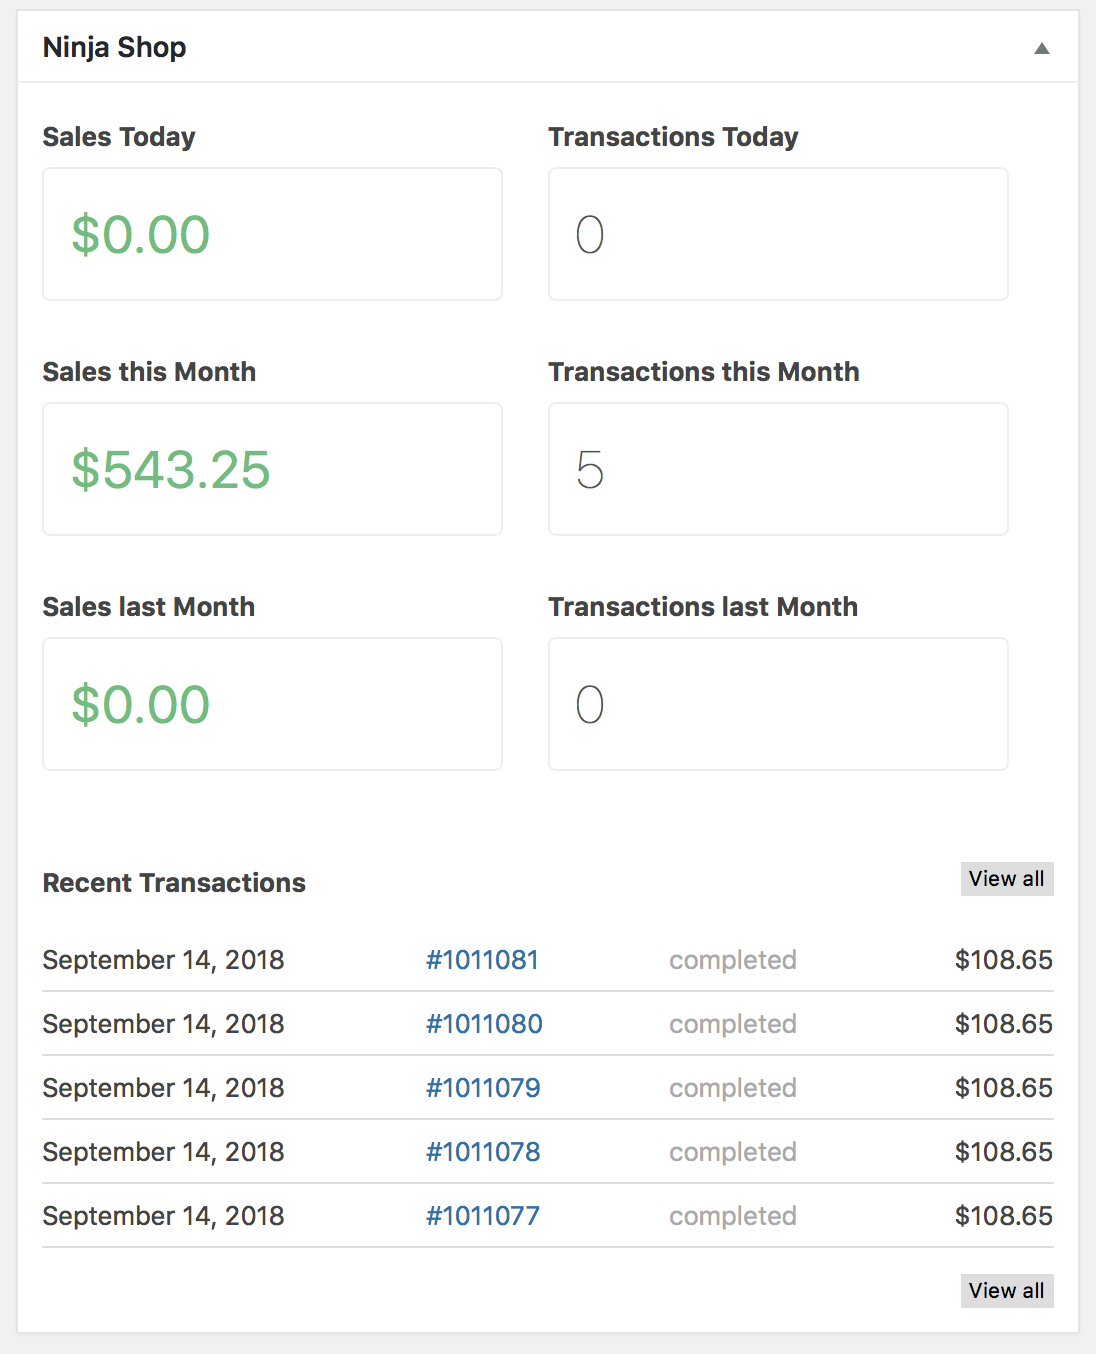 Ninja Shop
Sales Today
Transactions Today
$0.00
0
Sales this Month
Transactions this Month
$543.25
5
Sales last Month
Transactions last Month
$0.00
0
Recent Transactions
View all
September 14, 2018 #1011081 completed $108.65
September 14, 2018 #1011080 completed $108.65
September 14, 2018 #1011079 completed $108.65
September 14, 2018 #1011078 completed $108.65
September 14, 2018 #1011077 completed $108.65
View all